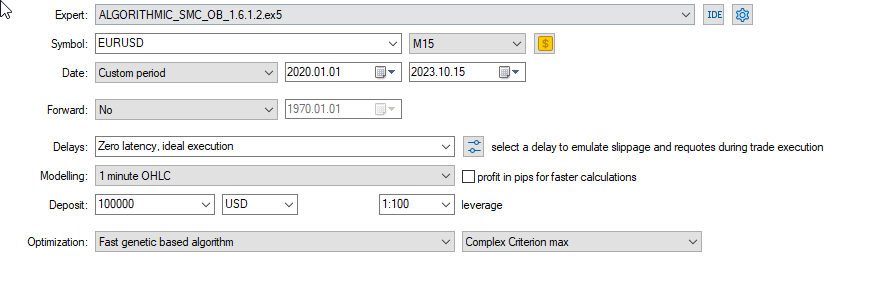 Expert: ALGORITHMIC_SMC_OB_1.6.1.2.ex5 IDE
Symbol: EURUSD M15 $
Date: Custom period 2020.01.01 2023.10.15
Forward: No 1970.01.01
Delays: Zero latency, ideal execution select a delay to emulate slippage and requotes during trade execution
Modelling: 1 minute OHLC profit in pips for faster calculations
Deposit: 100000 USD 1:100 leverage
Optimization: Fast genetic based algorithm Complex Criterion max